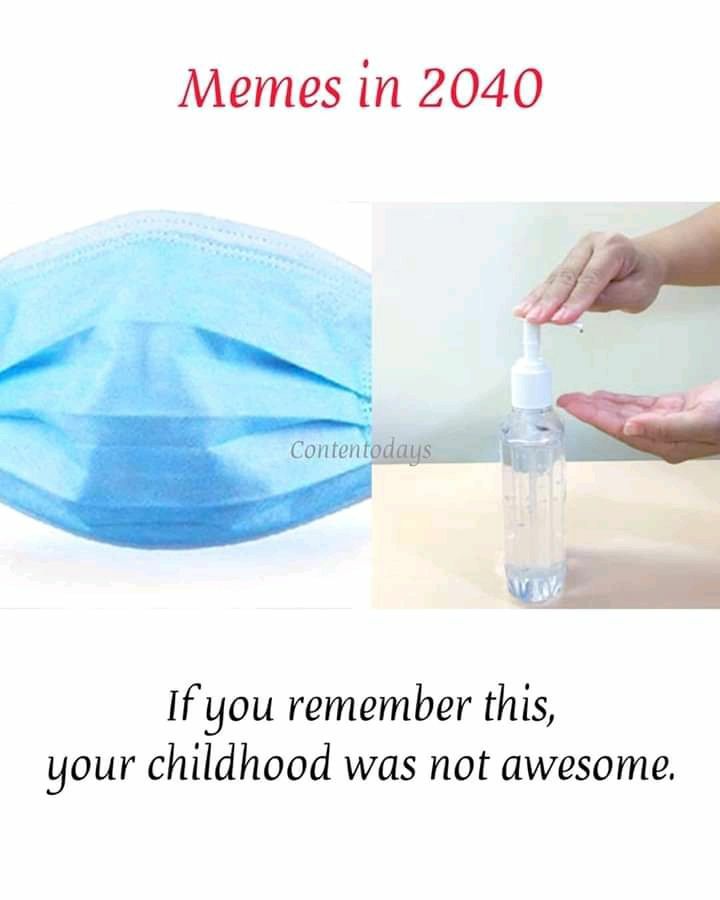 Memes in 2040
Contentodays
If you remember this,
your childhood was not awesome.